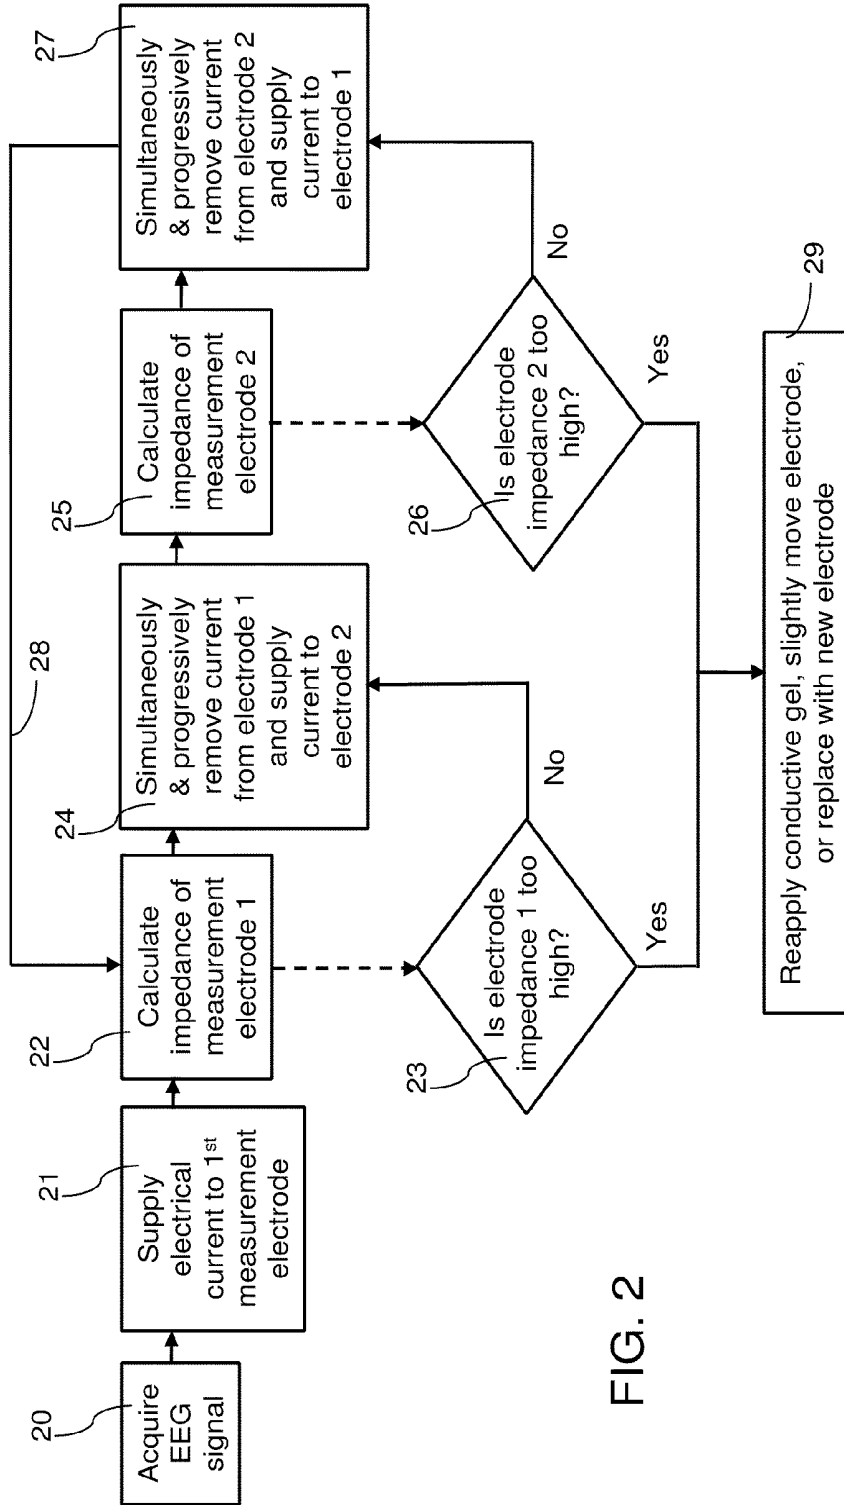 20
Acquire
EEG
signal
21
Supply
electrical
current to 1st
measurement
electrode
22
Calculate
impedance of
measurement
electrode 1
23
Is electrode
impedance 1 too
high?
Yes
No
24
Simultaneously
& progressively
remove current
from electrode 1
and supply
current to
electrode 2
25
Calculate
impedance of
measurement
electrode 2
26
Is electrode
impedance 2 too
high?
Yes
No
27
Simultaneously
& progressively
remove current
from electrode 2
and supply
current to
electrode 1
28
29
Reapply conductive gel, slightly move electrode,
or replace with new electrode
FIG. 2